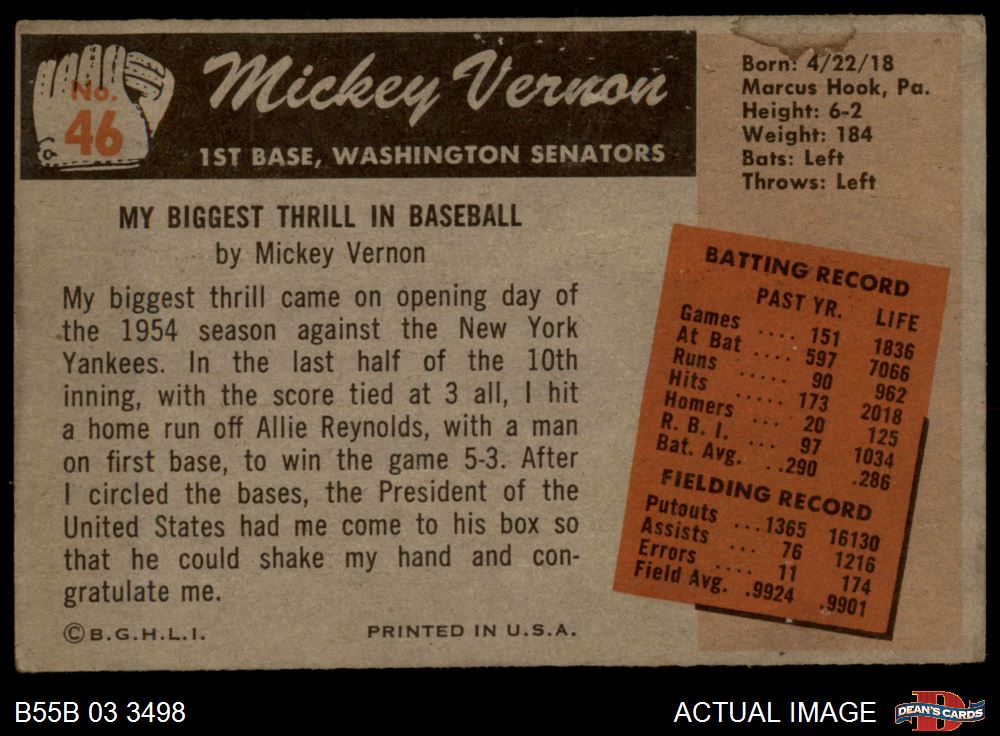 No.
46
Mickey Vernon
1ST BASE, WASHINGTON SENATORS
Born: 4/22/18
Marcus Hook, Pa.
Height: 6-2
Weight: 184
Bats: Left
Throws: Left
MY BIGGEST THRILL IN BASEBALL
by Mickey Vernon
My biggest thrill came on opening day of
the 1954 season against the New York
Yankees. In the last half of the 10th
inning, with the score tied at 3 all, I hit
a home run off Allie Reynolds, with a man
on first base, to win the game 5-3. After
I circled the bases, the President of the
United States had me come to his box so
that he could shake my hand and con-
gratulate me.
© B.G.H.L.I. PRINTED IN U.S.A.
BATTING RECORD
PAST YR. LIFE
Games .... 151 1836
At Bat .... 597 7066
Runs ..... 90 962
Hits ..... 173 2018
Homers .... 20 125
R. B. I. ... 97 1034
Bat. Avg. . .290 .286
FIELDING RECORD
Putouts ...1365 16130
Assists ... 76 1216
Errors .... 11 174
Field Avg. .9924 .9901
B55B 03 3498
ACTUAL IMAGE
D
DEAN'S CARDS